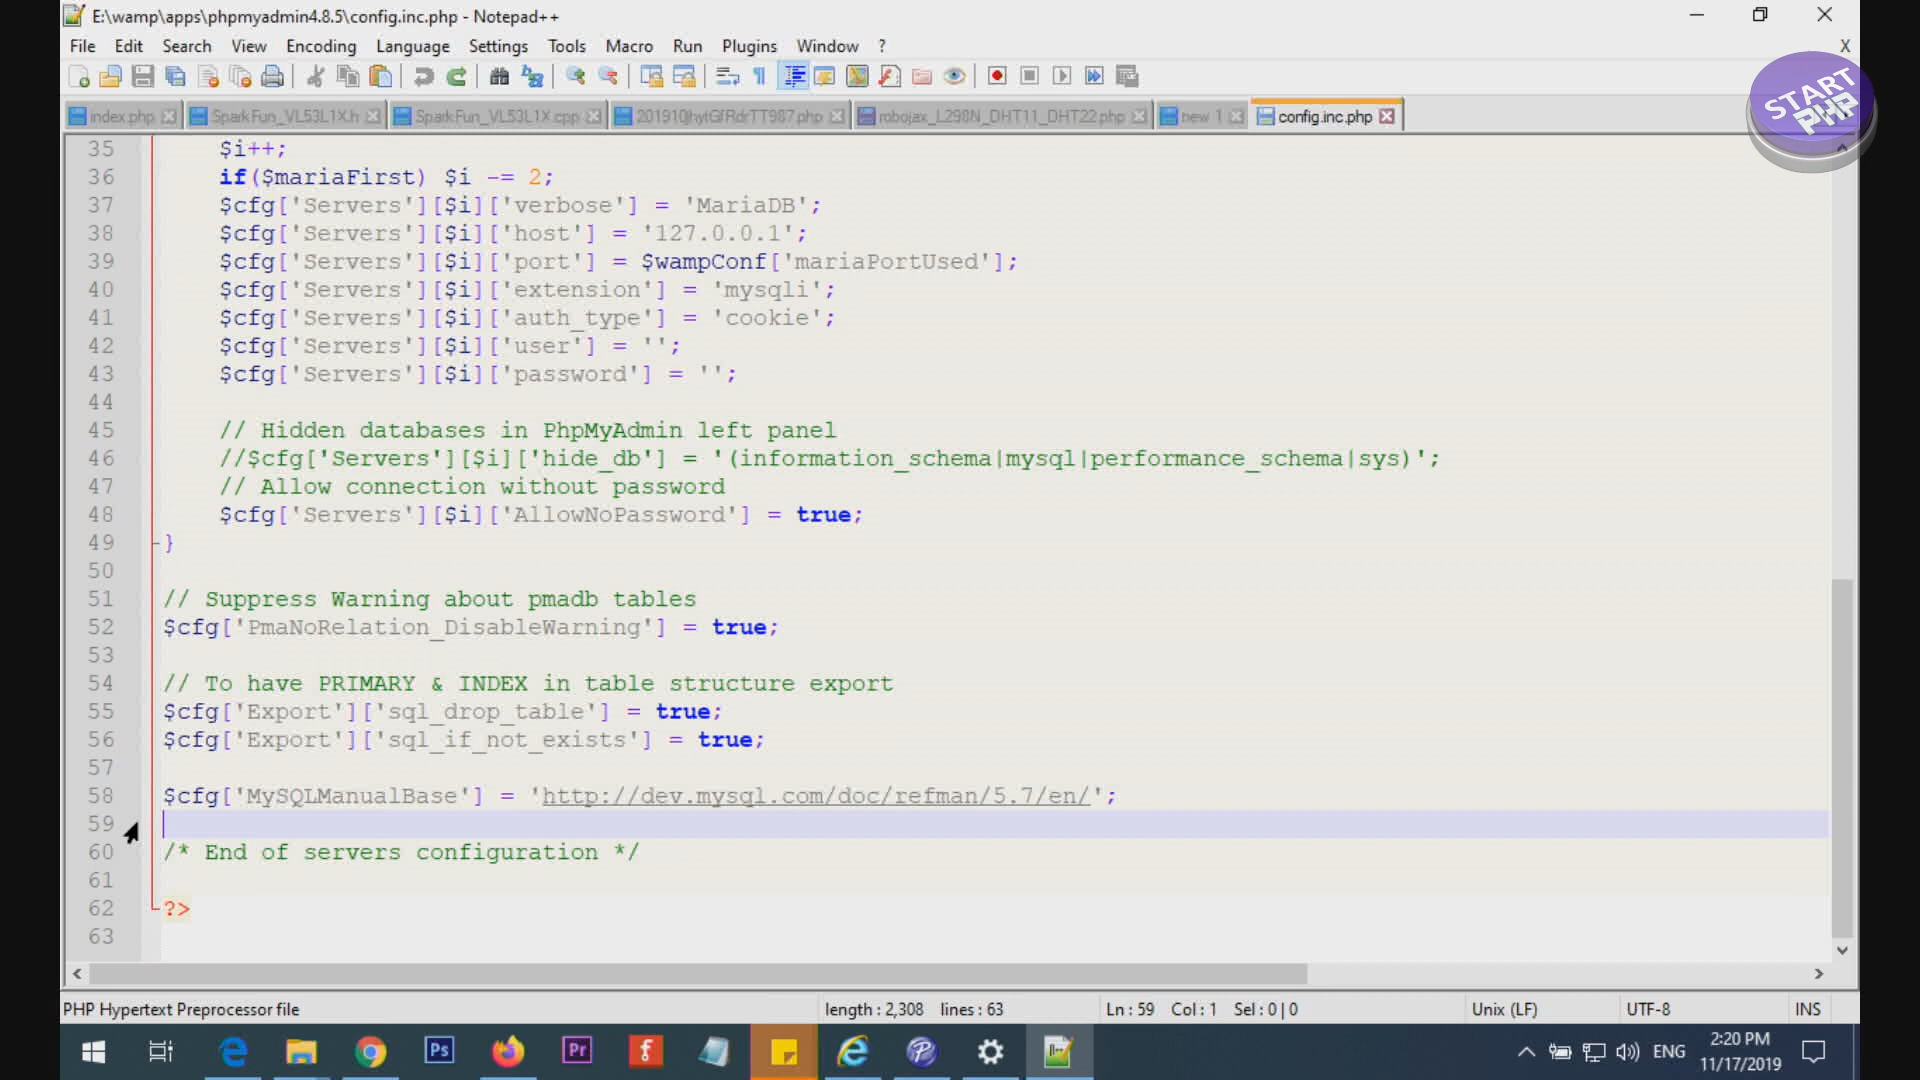 E:\wamp\apps\phpmyadmin4.8.5\config.inc.php - Notepad++
File Edit Search View Encoding Language Settings Tools Macro Run Plugins Window ? X
START PHP
index.php SparkFun_VL53L1X.h SparkFun_VL53L1X.cpp robojax_L298N_DHT11_DHT22.php new 1 config.inc.php
35 $i++;
36 if($mariaFirst) $i -= 2;
37 $cfg['Servers'][$i]['verbose'] = 'MariaDB';
38 $cfg['Servers'][$i]['host'] = '127.0.0.1';
39 $cfg['Servers'][$i]['port'] = $wampConf['mariaPortUsed'];
40 $cfg['Servers'][$i]['extension'] = 'mysqli';
41 $cfg['Servers'][$i]['auth_type'] = 'cookie';
42 $cfg['Servers'][$i]['user'] = '';
43 $cfg['Servers'][$i]['password'] = '';
44
45 // Hidden databases in PhpMyAdmin left panel
46 //$cfg['Servers'][$i]['hide_db'] = '(information_schema|mysql|performance_schema|sys)';
47 // Allow connection without password
48 $cfg['Servers'][$i]['AllowNoPassword'] = true;
49 }
50
51 // Suppress Warning about pmadb tables
52 $cfg['PmaNoRelation_DisableWarning'] = true;
53
54 // To have PRIMARY & INDEX in table structure export
55 $cfg['Export']['sql_drop_table'] = true;
56 $cfg['Export']['sql_if_not_exists'] = true;
57
58 $cfg['MySQLManualBase'] = 'http://dev.mysql.com/doc/refman/5.7/en/';
59
60 /* End of servers configuration */
61
62 ?>
63
PHP Hypertext Preprocessor file length : 2,308 lines : 63 Ln : 59 Col : 1 Sel : 0 | 0 Unix (LF) UTF-8 INS
Ps Pr ENG 2:20 PM
11/17/2019